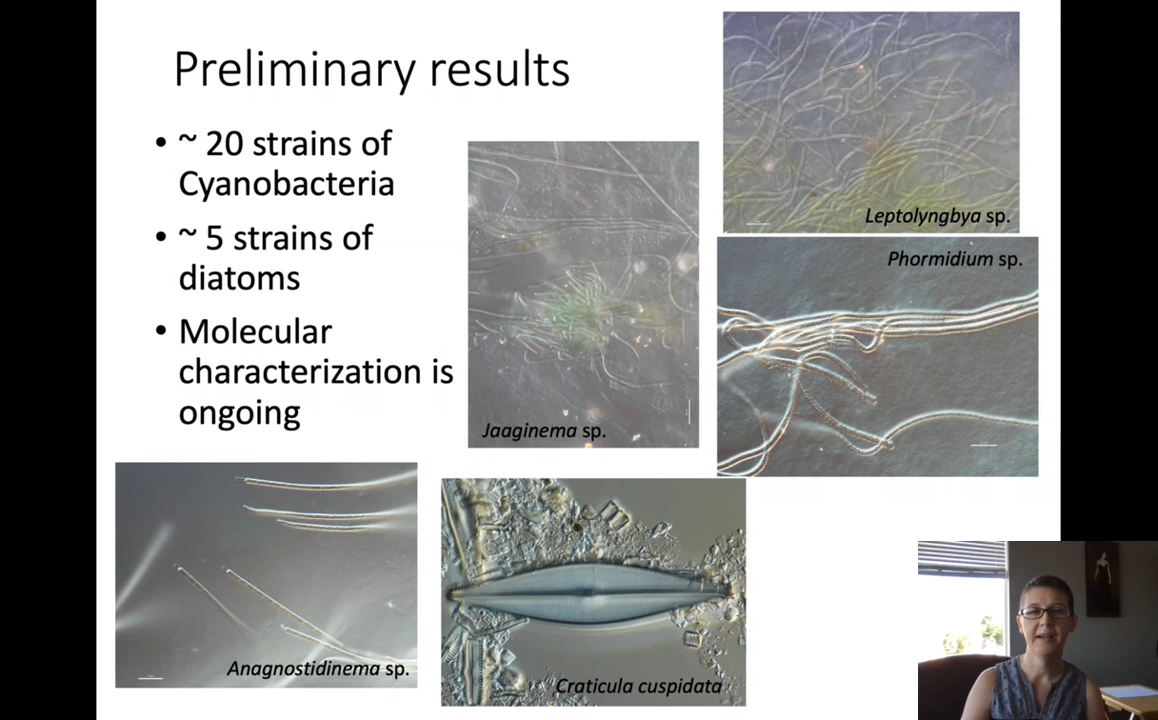 Preliminary results
• ~ 20 strains of
Cyanobacteria
• ~ 5 strains of
diatoms
• Molecular
characterization is
ongoing
Leptolyngbya sp.
Phormidium sp.
Jaaginema sp.
Anagnostidinema sp.
Craticula cuspidata